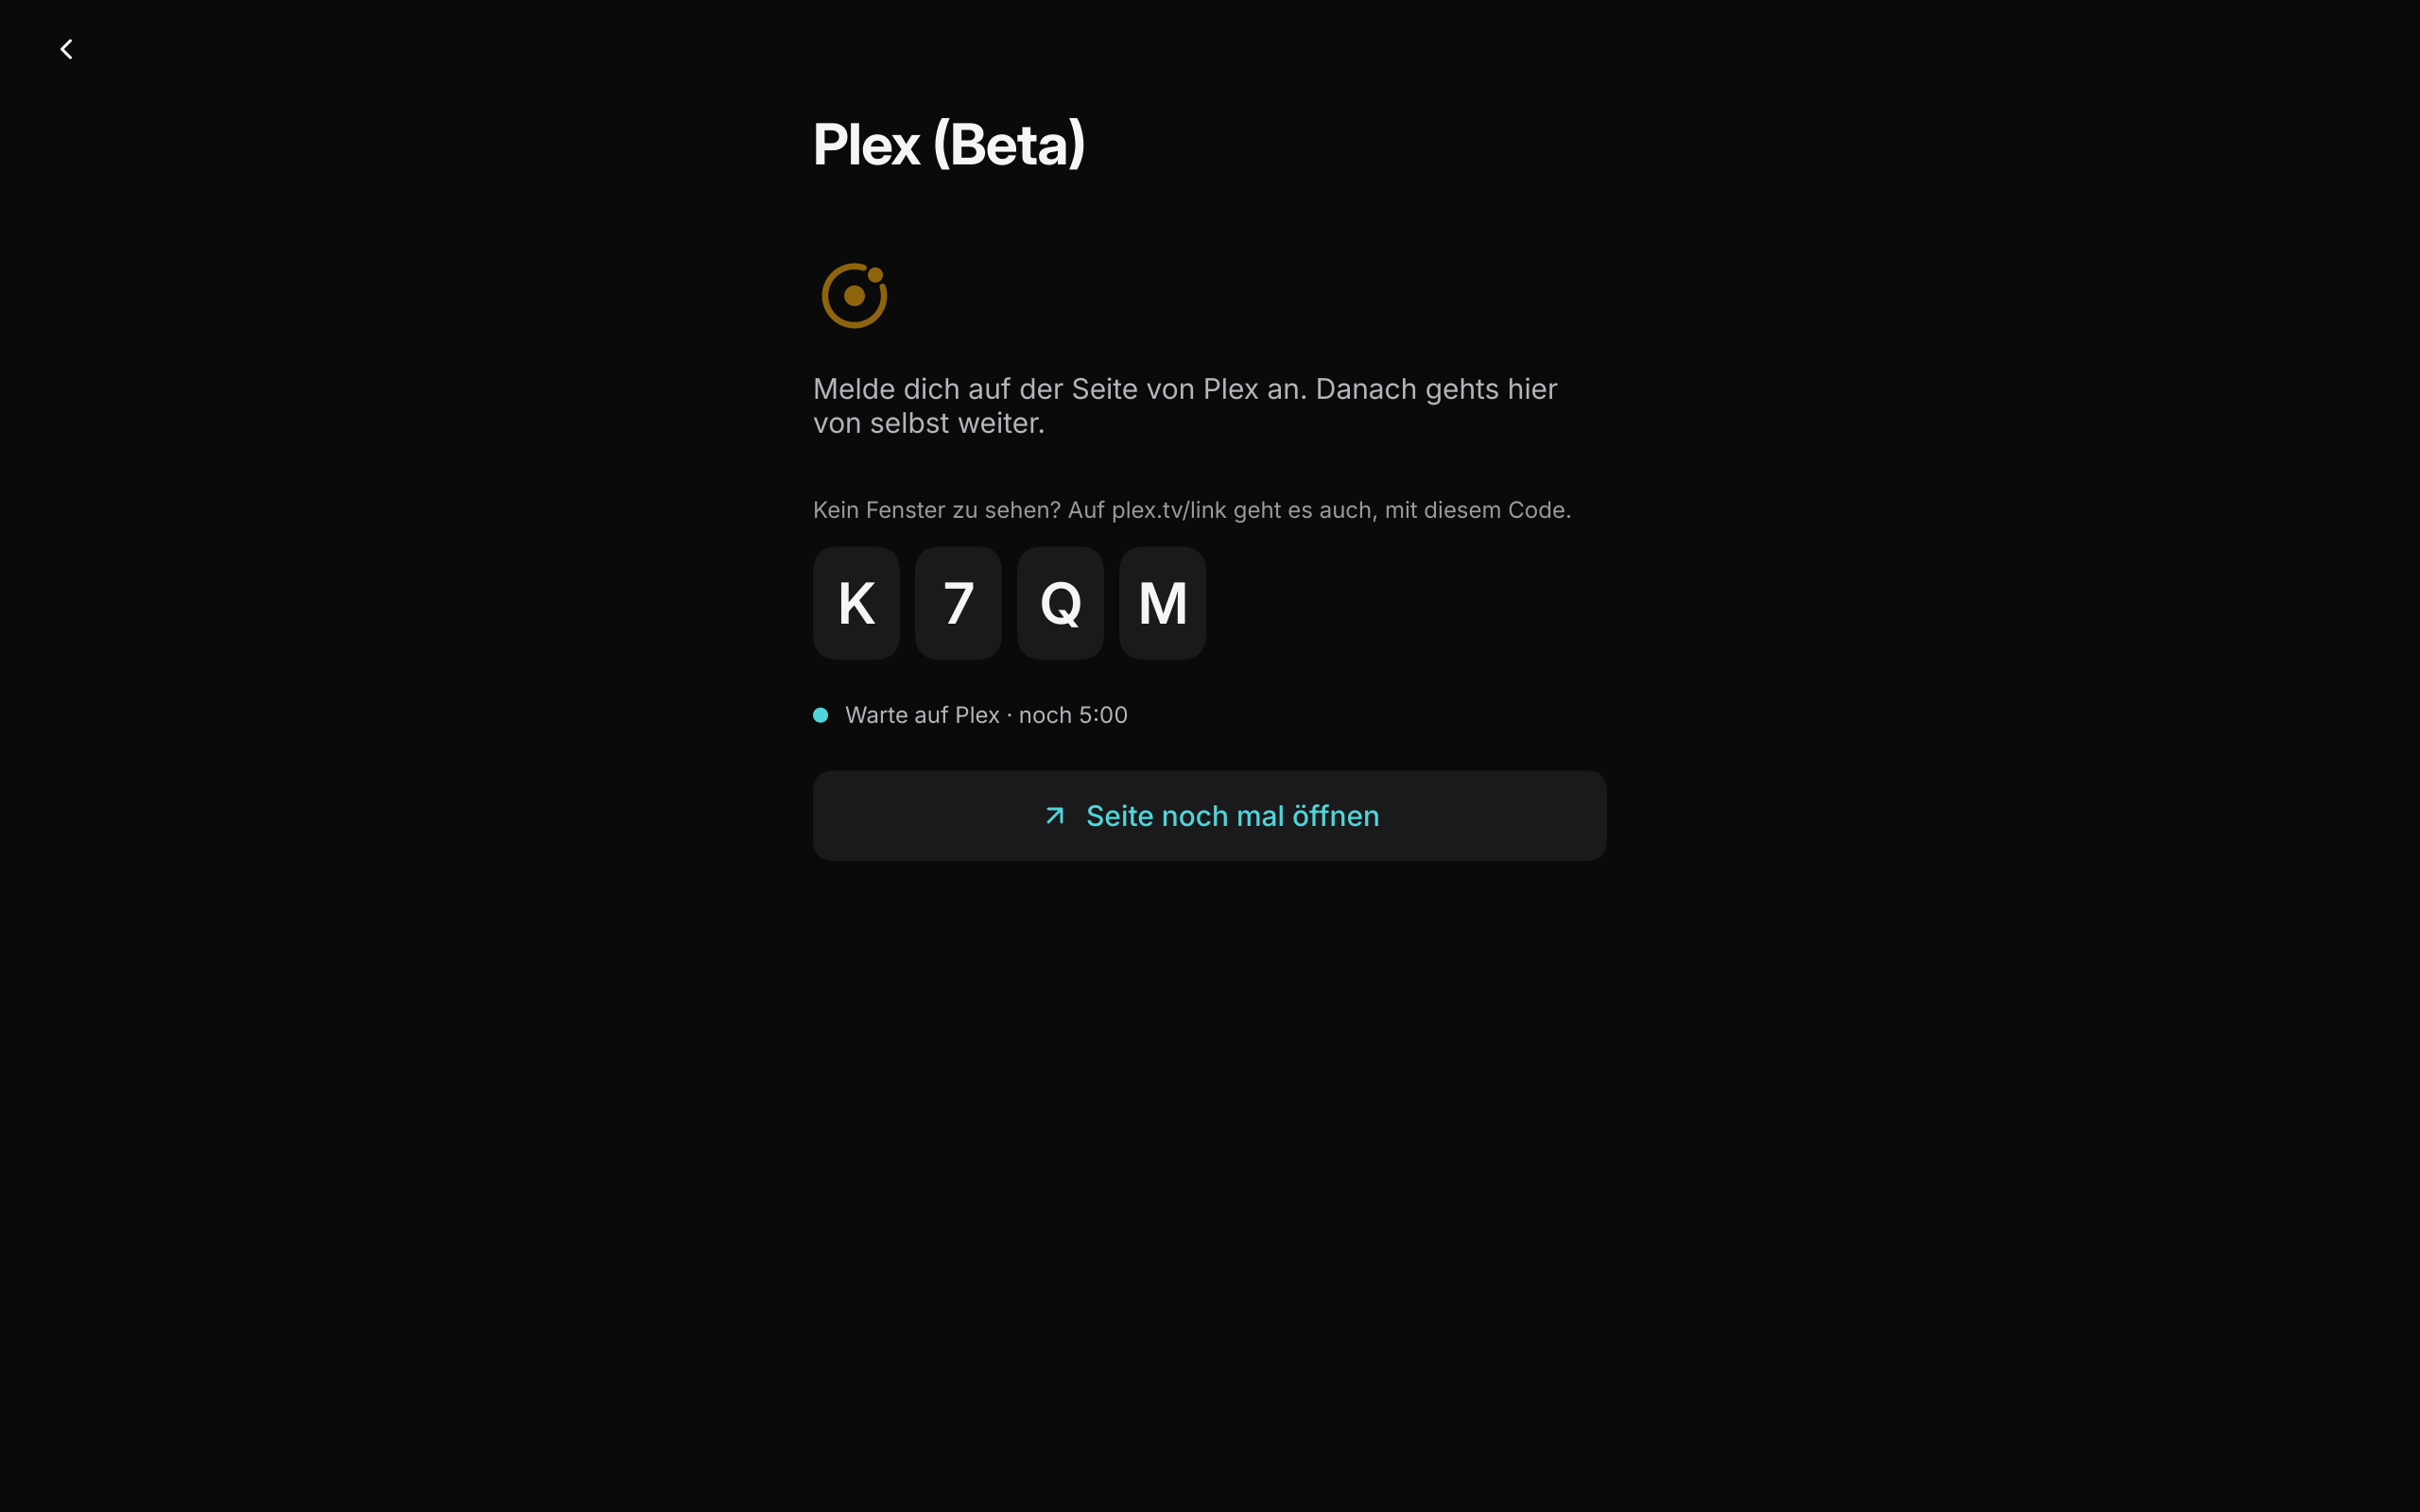 Plex (Beta)
Melde dich auf der Seite von Plex an. Danach gehts hier
von selbst weiter.
Kein Fenster zu sehen? Auf plex.tv/link geht es auch, mit diesem Code.
K 7 Q M
Warte auf Plex · noch 5:00
Seite noch mal öffnen